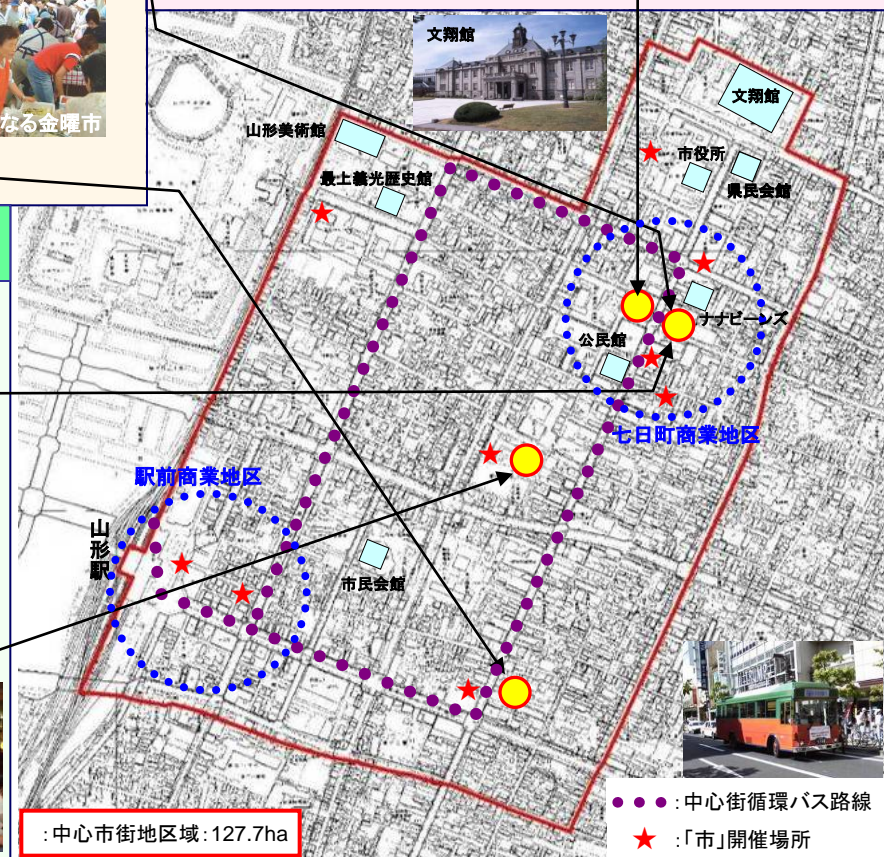 なる金曜市
文翔館
文翔館
山形美術館
市役所
最上義光歴史館
県民会館
ナナビーンズ
公民館
七日町商業地区
駅前商業地区
山形駅
市民会館
:中心街循環バス路線
:中心市街地区域:127.7ha
:「市」開催場所